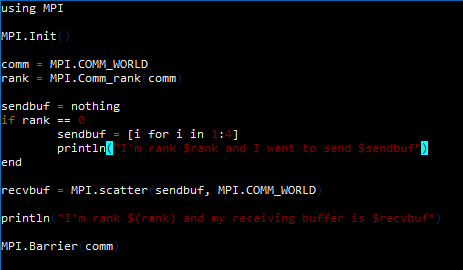 using MPI
MPI.Init()
comm = MPI.COMM_WORLD
rank = MPI.Comm_rank(comm)
sendbuf = nothing
if rank == 0
sendbuf = [i for i in 1:4]
println("I'm rank $rank and I want to send $sendbuf")
end
recvbuf = MPI.scatter(sendbuf, MPI.COMM_WORLD)
println("I'm rank $(rank) and my receiving buffer is $recvbuf")
MPI.Barrier(comm)